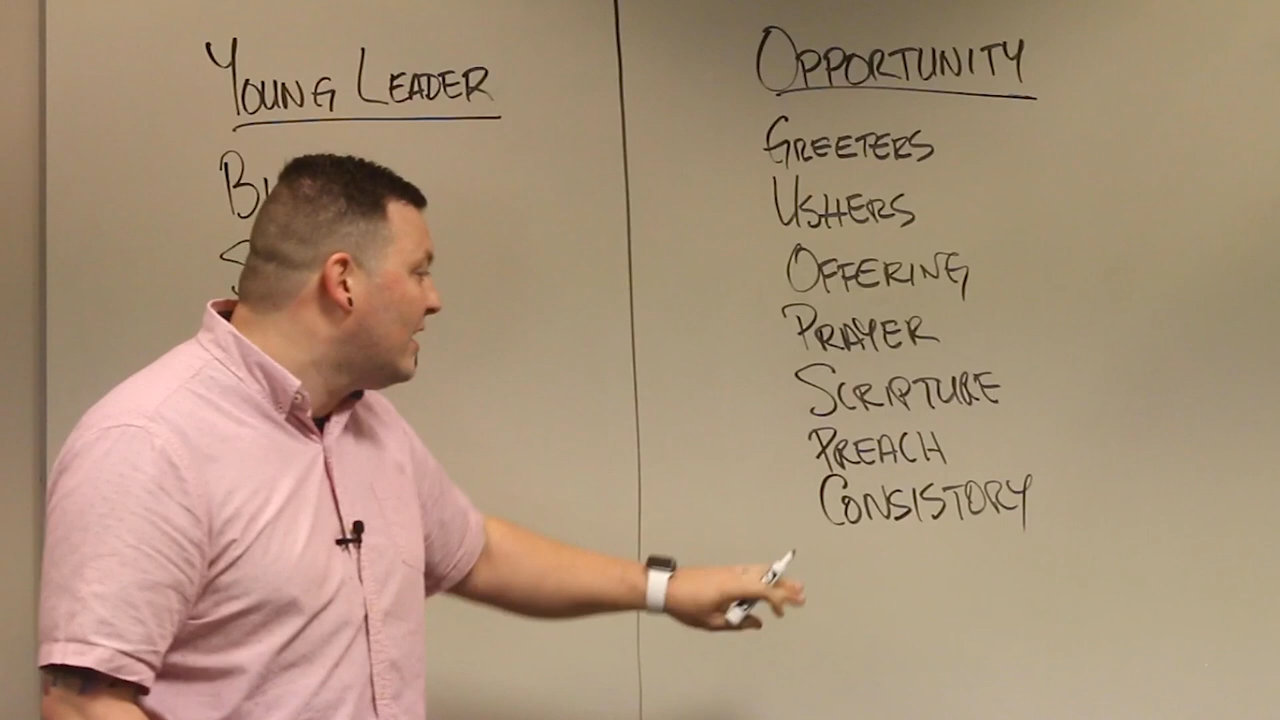 YOUNG LEADER
OPPORTUNITY
GREETERS
USHERS
OFFERING
PRAYER
SCRIPTURE
PREACH
CONSISTORY